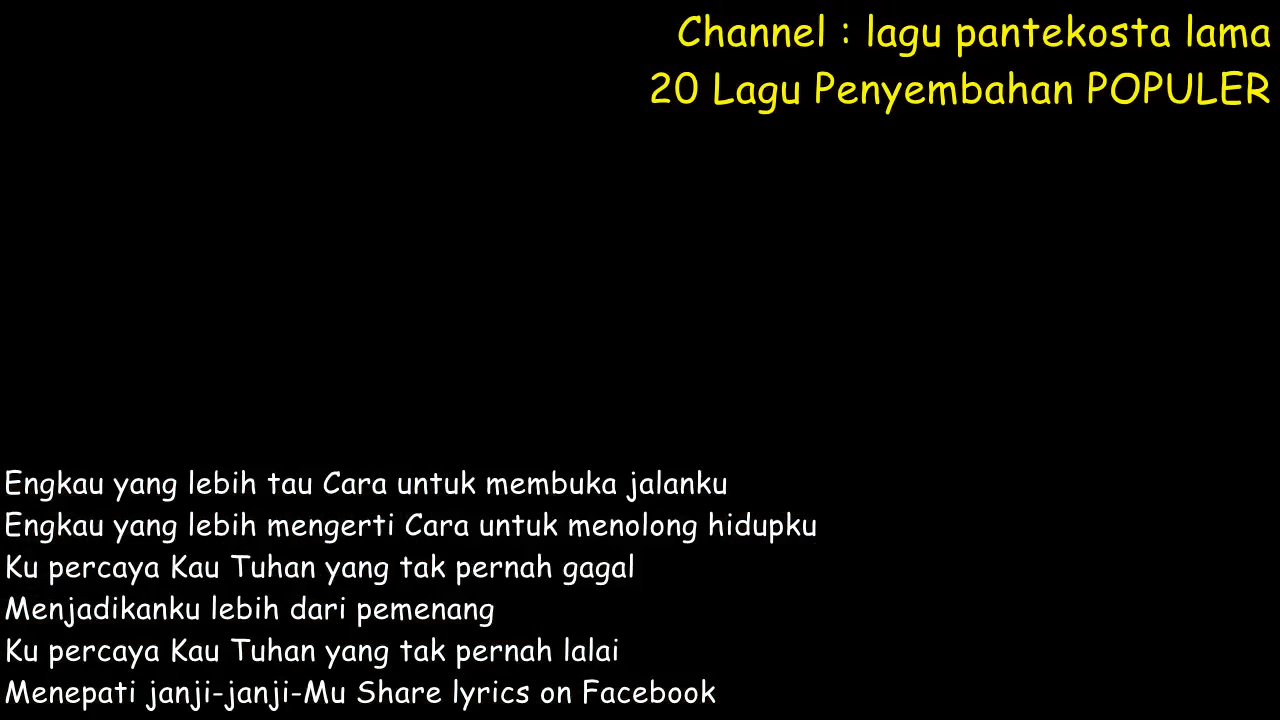 Channel : lagu pantekosta lama
20 Lagu Penyembahan POPULER
Engkau yang lebih tau Cara untuk membuka jalanku
Engkau yang lebih mengerti Cara untuk menolong hidupku
Ku percaya Kau Tuhan yang tak pernah gagal
Menjadikanku lebih dari pemenang
Ku percaya Kau Tuhan yang tak pernah lalai
Menepati janji-janji-Mu Share lyrics on Facebook